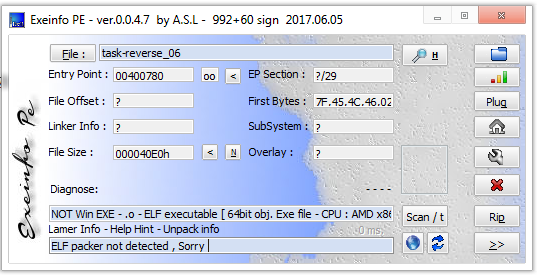 Exeinfo PE - ver.0.0.4.7 by A.S.L - 992+60 sign 2017.06.05
File : task-reverse_06 H
Entry Point : 00400780 oo < EP Section : ?/29
File Offset : ? First Bytes : 7F.45.4C.46.02
Linker Info : ? SubSystem : ?
File Size : 000040E0h < N Overlay : ?
Plug
Diagnose: ----
NOT Win EXE - .o - ELF executable [ 64bit obj. Exe file - CPU : AMD x86 Scan / t Rip
Lamer Info - Help Hint - Unpack info 0 ms.
ELF packer not detected , Sorry >>
Exeinfo Pe